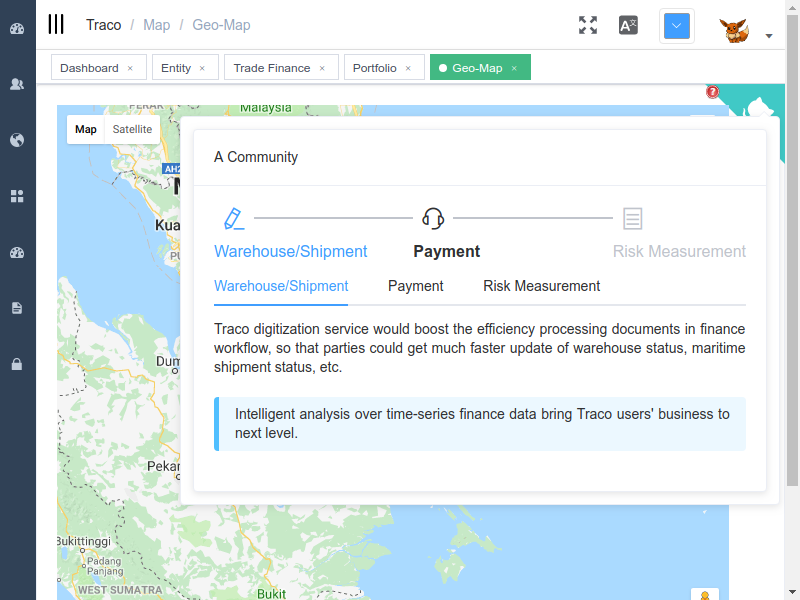 Traco / Map / Geo-Map
A
Dashboard × Entity × Trade Finance × Portfolio × Geo-Map ×
?
PERAK
Malaysia
Map Satellite
AH2
Kua
PU
Dum
Pekan
Bukittinggi
Padang
Panjang
WEST SUMATRA
Bukit
A Community
Warehouse/Shipment Payment Risk Measurement
Warehouse/Shipment Payment Risk Measurement
Traco digitization service would boost the efficiency processing documents in finance
workflow, so that parties could get much faster update of warehouse status, maritime
shipment status, etc.
Intelligent analysis over time-series finance data bring Traco users' business to
next level.